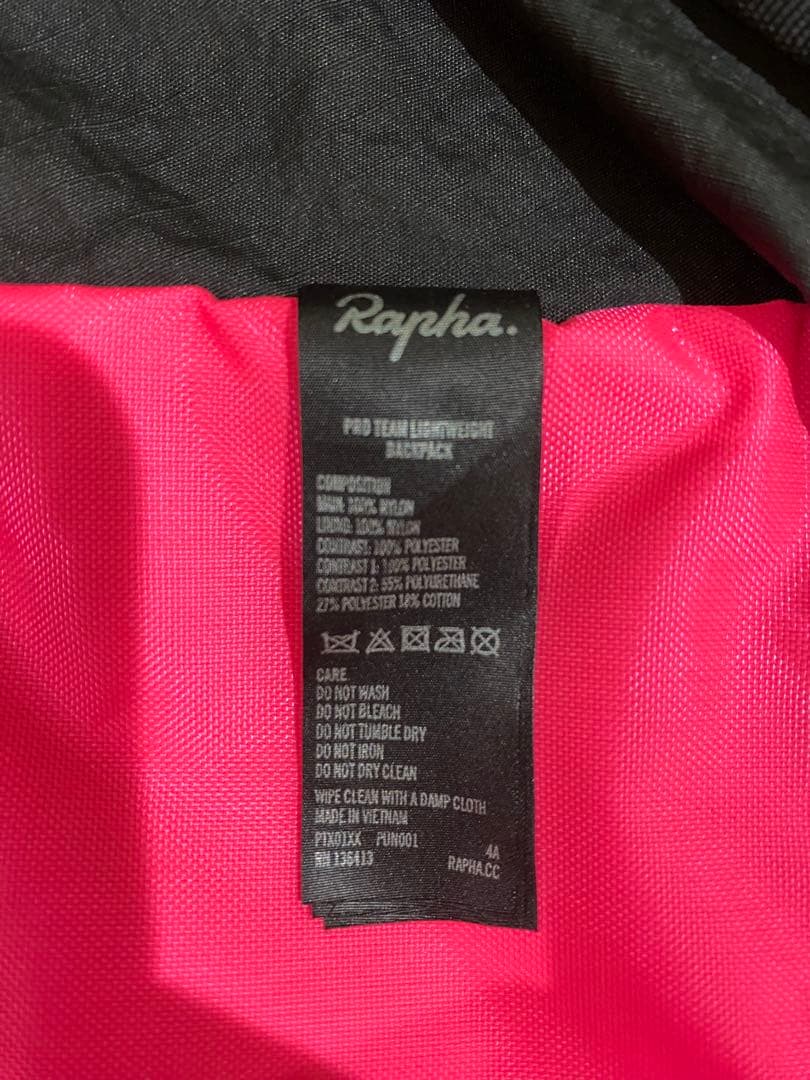 Rapha.
PRO TEAM LIGHTWEIGHT
BACKPACK
COMPOSITION
MAIN: 100% NYLON
LINING: 100% NYLON
CONTRAST: 100% POLYESTER
CONTRAST 1: 100% POLYESTER
CONTRAST 2: 55% POLYURETHANE
27% POLYESTER 18% COTTON
CARE
DO NOT WASH
DO NOT BLEACH
DO NOT TUMBLE DRY
DO NOT IRON
DO NOT DRY CLEAN
WIPE CLEAN WITH A DAMP CLOTH
MADE IN VIETNAM
PTX01XX PUN001 4A
RN 136413 RAPHA.CC